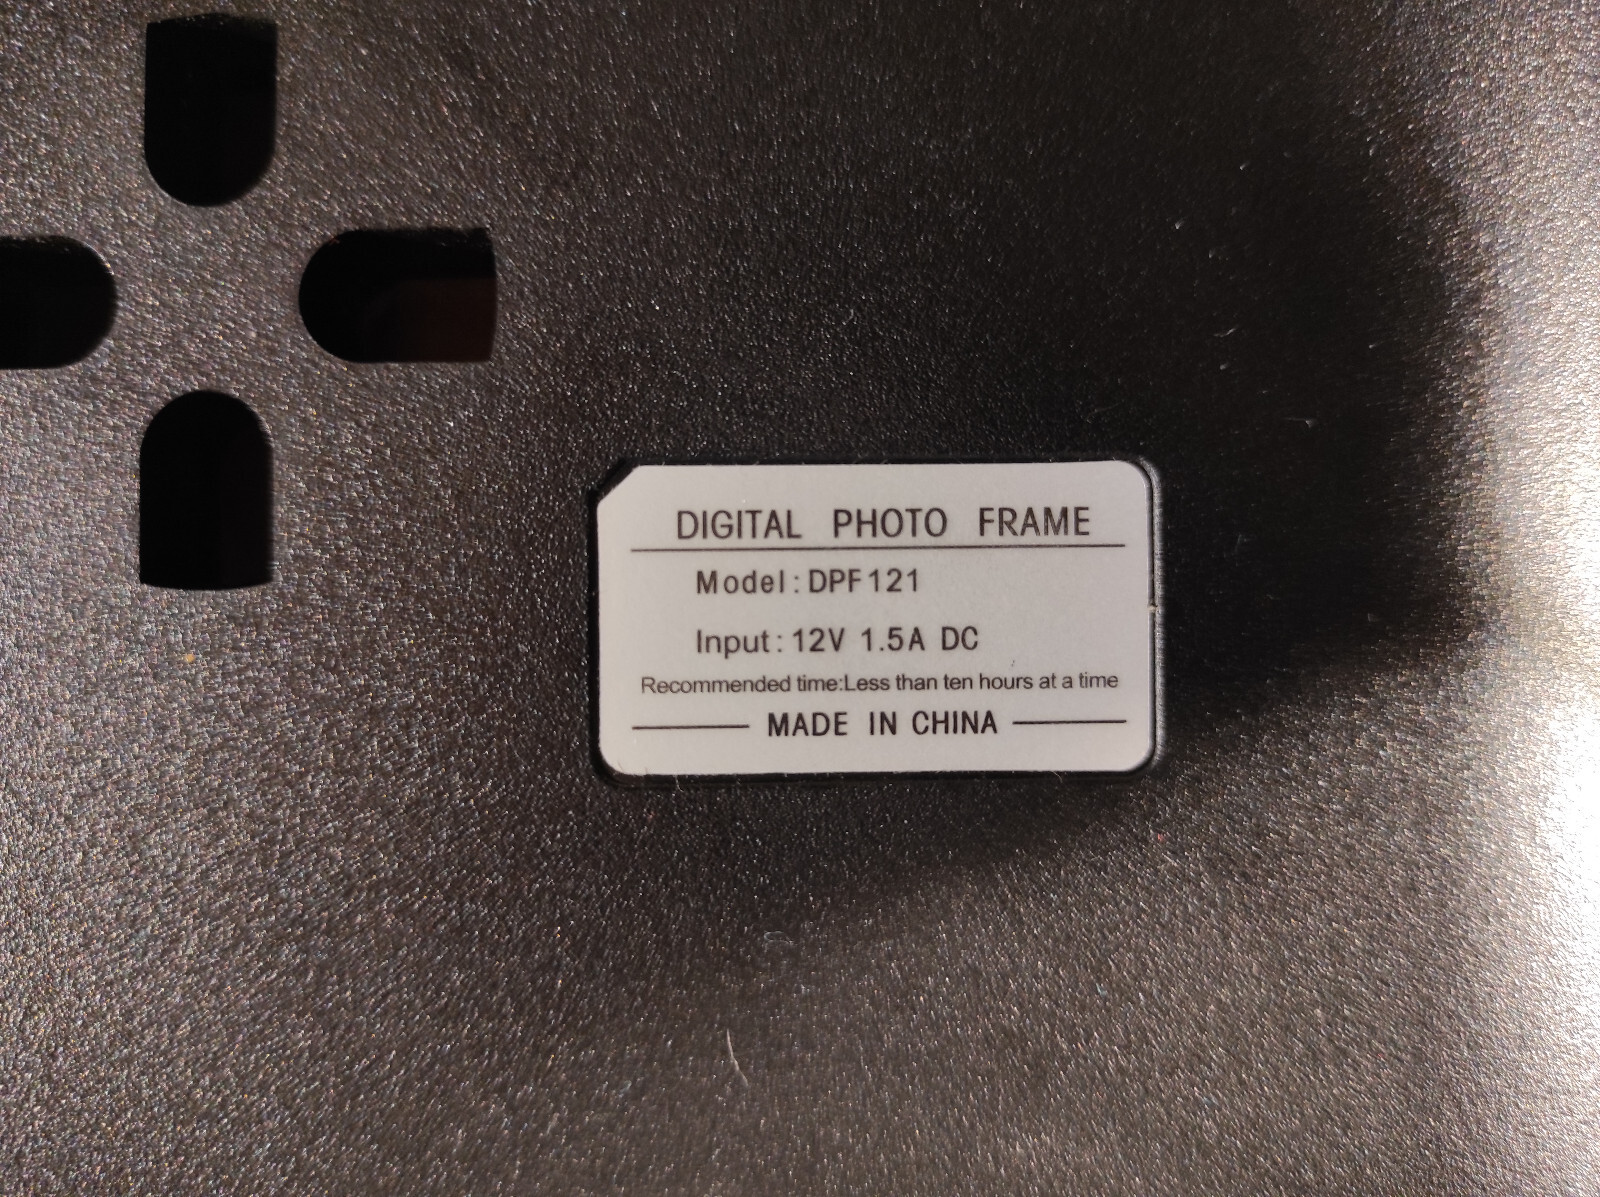 DIGITAL PHOTO FRAME
Model: DPF121
Input: 12V 1.5A DC
Recommended time:Less than ten hours at a time
MADE IN CHINA